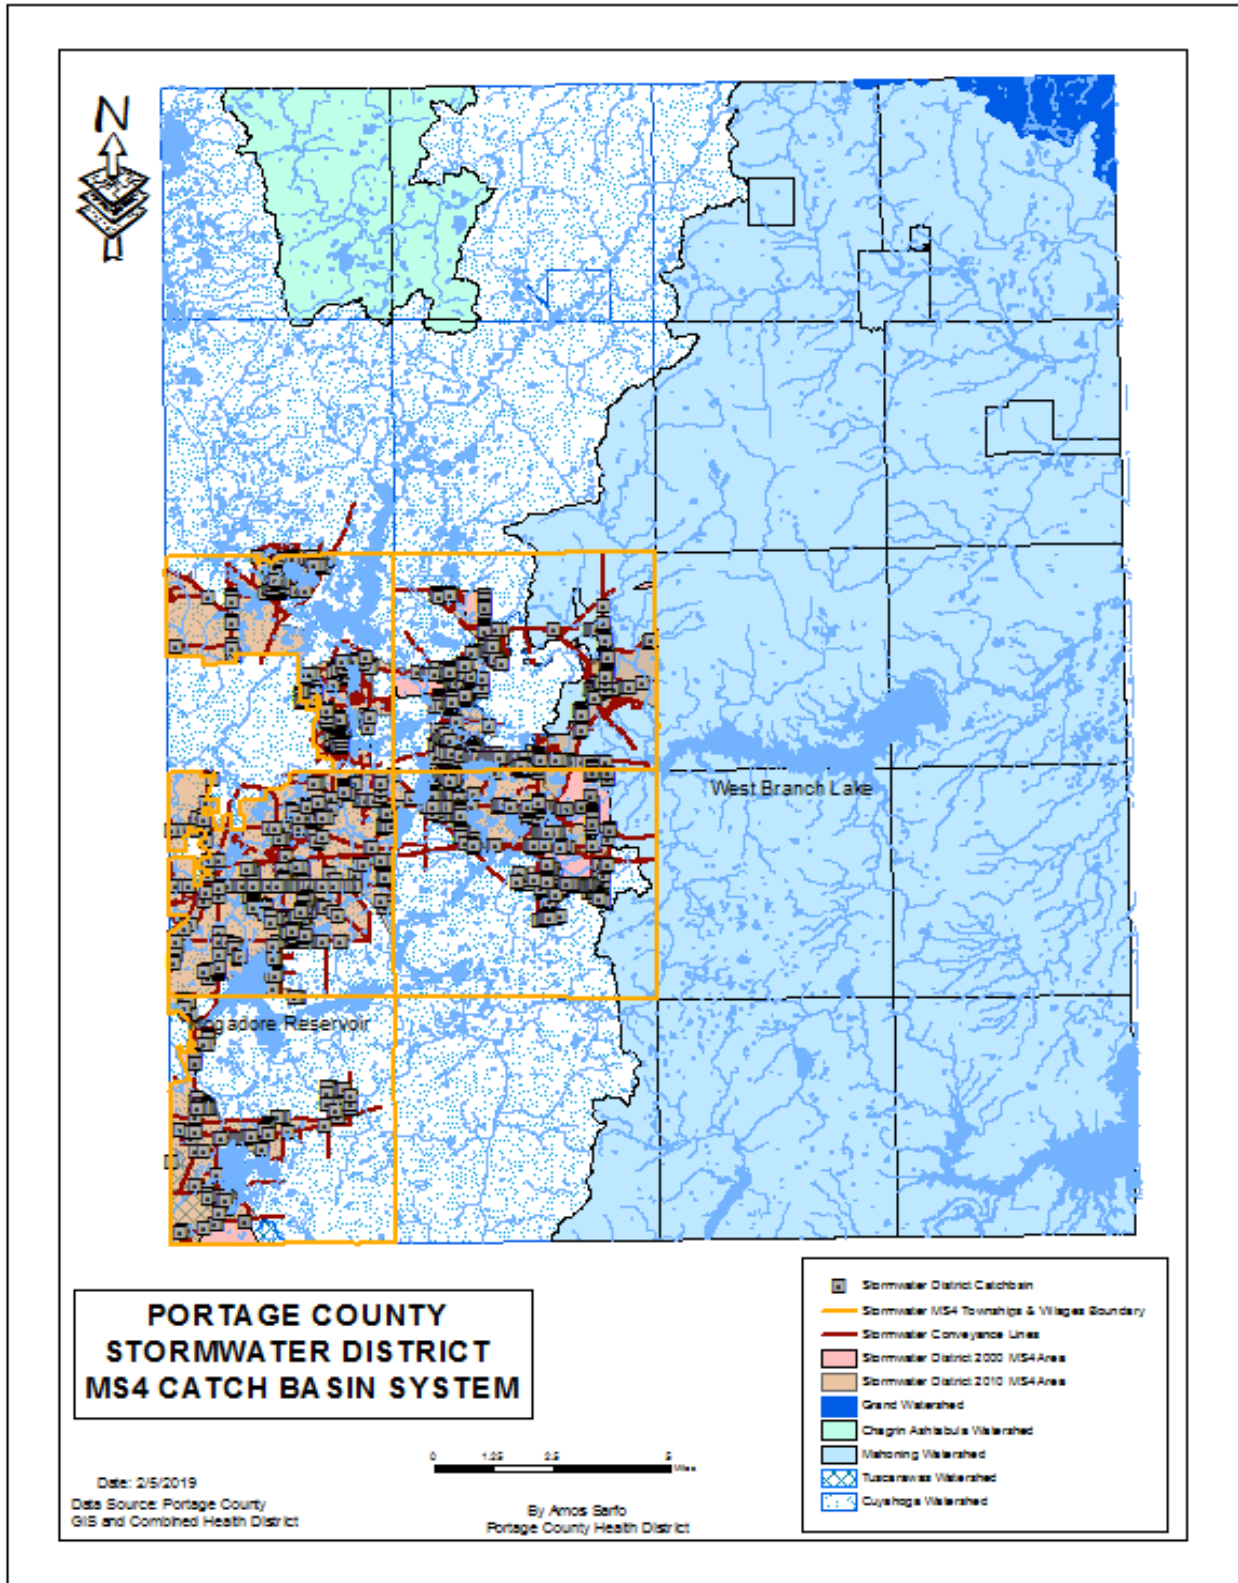 N
West Branch Lake
Mogadore Reservoir
PORTAGE COUNTY
STORMWATER DISTRICT
MS4 CATCH BASIN SYSTEM
Date: 2/5/2019
Data Source: Portage County
GIS and Combined Health District
0 1.25 2.5 5
Miles
By Amos Sarfo
Portage County Health District
Stormwater District Catchbain
Stormwater MS4 Townships & Villages Boundary
Stormwater Conveyance Lines
Stormwater District 2000 MS4 Area
Stormwater District 2010 MS4 Area
Grand Watershed
Chagrin Ashtabula Watershed
Mahoning Watershed
Tuscarawas Watershed
Cuyahoga Watershed